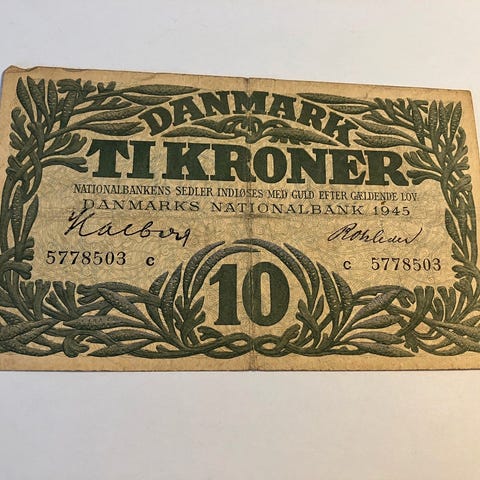 DANMARK
TI KRONER
NATIONALBANKENS SEDLER INDLØSES MED GULD EFTER GÆLDENDE LOV
DANMARKS NATIONALBANK 1945
5778503 C C 5778503
10